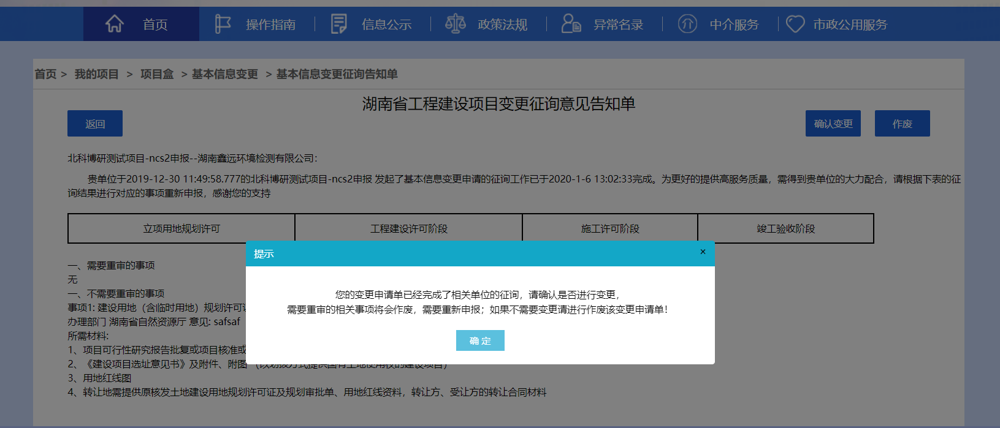 首页 操作指南 信息公示 政策法规 异常名录 中介服务 市政公用服务
首页 > 我的项目 > 项目盒 > 基本信息变更 > 基本信息变更征询告知单
湖南省工程建设项目变更征询意见告知单
返回 确认变更 作废
北科博研测试项目-ncs2申报--湖南鑫远环境检测有限公司：
贵单位于2019-12-30 11:49:58.777的北科博研测试项目-ncs2申报 发起了基本信息变更申请的征询工作已于2020-1-6 13:02:33完成。为更好的提供高服务质量，需得到贵单位的大力配合，请根据下表的征
询结果进行对应的事项重新申报，感谢您的支持
立项用地规划许可 工程建设许可阶段 施工许可阶段 竣工验收阶段
提示 ×
您的变更申请单已经完成了相关单位的征询，请确认是否进行变更，
需要重审的相关事项将会作废，需要重新申报；如果不需要变更请进行作废该变更申请单！
确 定
一、需要重审的事项
无
一、不需要重审的事项
事项1: 建设用地（含临时用地）规划许可
办理部门 湖南省自然资源厅 意见: safsaf
所需材料:
1、项目可行性研究报告批复或项目核准或
2、《建设项目选址意见书》及附件、附图（以划拨方式提供国有土地使用权的建设项目）
3、用地红线图
4、转让地需提供原核发土地建设用地规划许可证及规划审批单、用地红线资料，转让方、受让方的转让合同材料